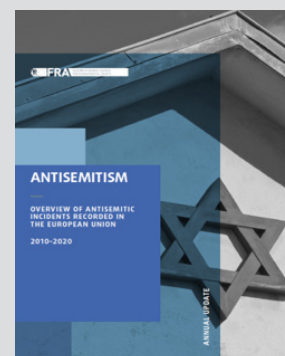 FRA
ANTISEMITISM
OVERVIEW OF ANTISEMITIC
INCIDENTS RECORDED IN
THE EUROPEAN UNION
2010–2020
ANNUAL UPDATE